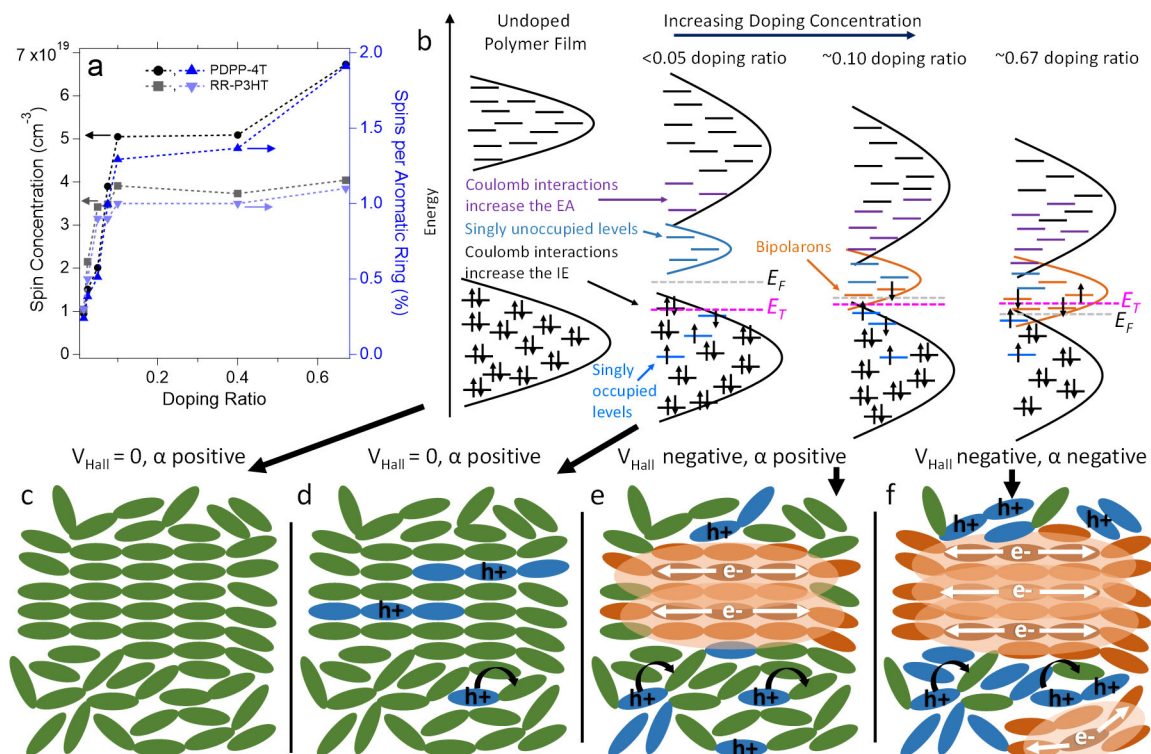 a
7 x10¹⁹
6
5
4
3
2
1
0
Spin Concentration (cm⁻³)
PDPP-4T
RR-P3HT
2.0
1.5
1.0
0.5
0.0
Spins per Aromatic Ring (%)
0.2
0.4
0.6
Doping Ratio
b
Energy
Undoped
Polymer Film
Increasing Doping Concentration
<0.05 doping ratio
~0.10 doping ratio
~0.67 doping ratio
Coulomb interactions
increase the EA
Singly unoccupied levels
Coulomb interactions
increase the IE
Bipolarons
E_F
E_T
Singly
occupied
levels
E_T
E_F
V_Hall = 0, α positive
V_Hall = 0, α positive
V_Hall negative, α positive
V_Hall negative, α negative
c
d
h+
h+
h+
e
h+
e-
e-
h+
h+
h+
f
h+
h+
h+
e-
e-
e-
h+
h+
h+
e-